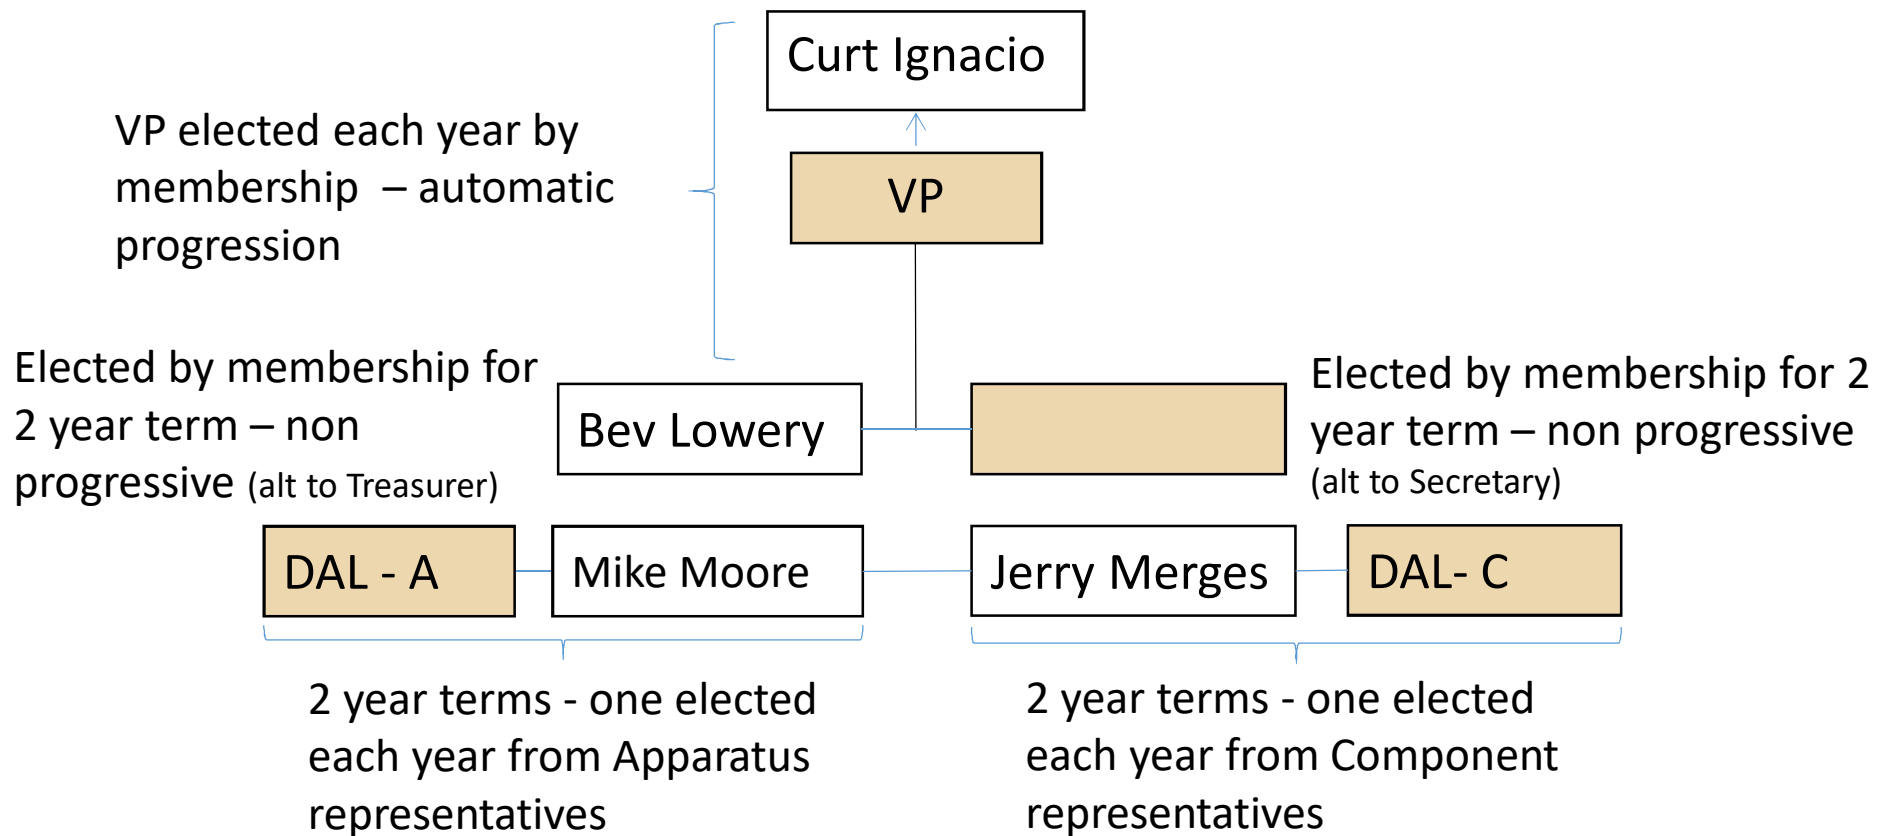 Curt Ignacio
VP elected each year by
membership – automatic
progression
VP
Elected by membership for
2 year term – non
progressive (alt to Treasurer)
Bev Lowery
Elected by membership for 2
year term – non progressive
(alt to Secretary)
DAL - A
Mike Moore
Jerry Merges
DAL- C
2 year terms - one elected
each year from Apparatus
representatives
2 year terms - one elected
each year from Component
representatives